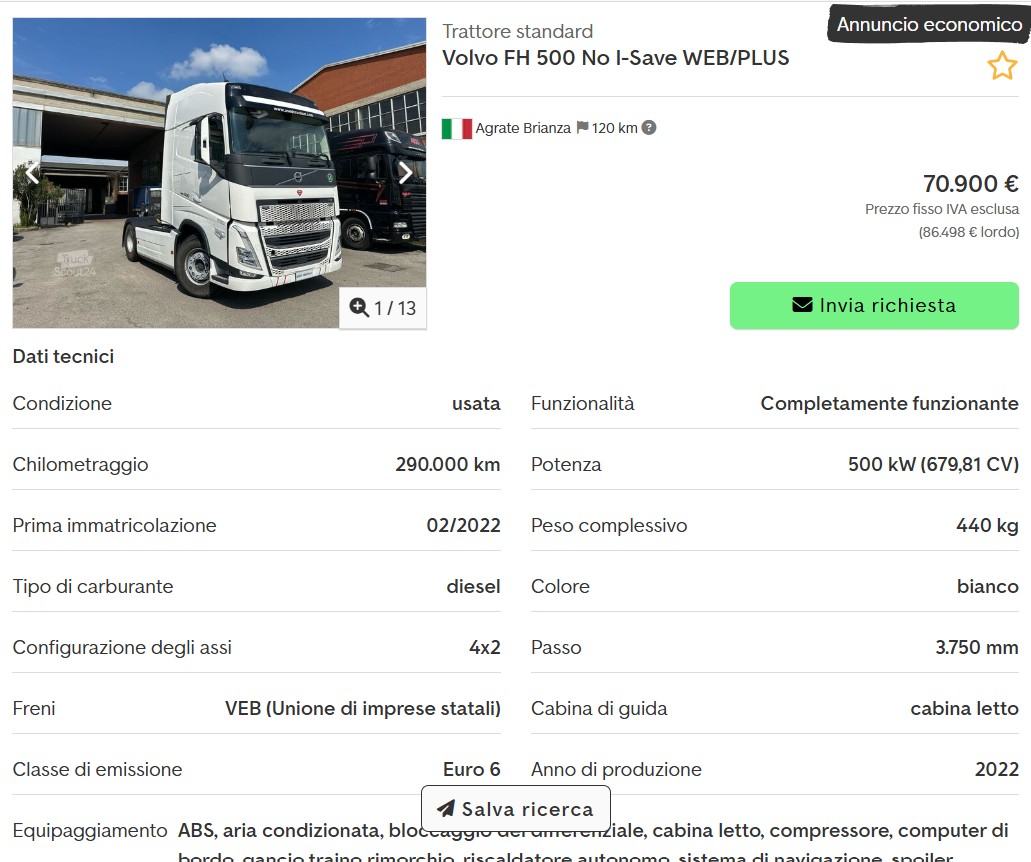 Trattore standard
Annuncio economico
Volvo FH 500 No I-Save WEB/PLUS
Agrate Brianza 120 km ?
70.900 €
Prezzo fisso IVA esclusa
(86.498 € lordo)
Truck
Scout24
1 / 13
Invia richiesta
Dati tecnici
Condizione usata
Funzionalità Completamente funzionante
Chilometraggio 290.000 km
Potenza 500 kW (679,81 CV)
Prima immatricolazione 02/2022
Peso complessivo 440 kg
Tipo di carburante diesel
Colore bianco
Configurazione degli assi 4x2
Passo 3.750 mm
Freni VEB (Unione di imprese statali)
Cabina di guida cabina letto
Classe di emissione Euro 6
Anno di produzione 2022
Salva ricerca
Equipaggiamento ABS, aria condizionata, bloccaggio del differenziale, cabina letto, compressore, computer di
bordo, gancio traino rimorchio, riscaldatore autonomo, sistema di navigazione, spoiler